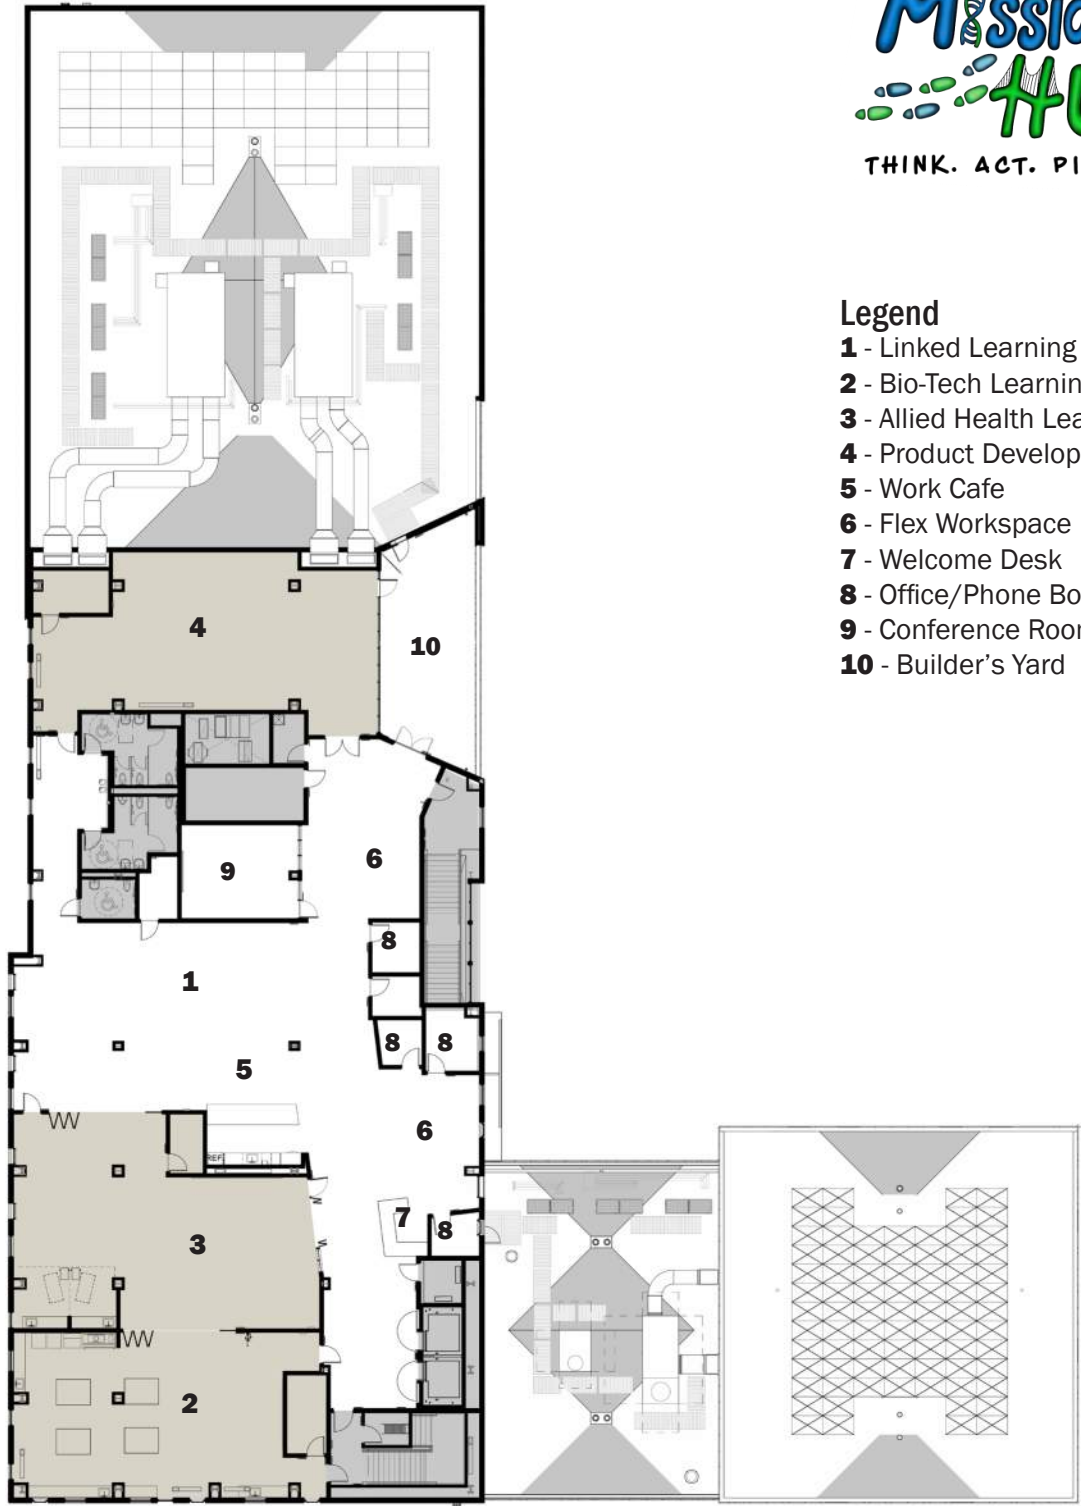 THINK. ACT.
Legend
1 - Linked Learning
2 - Bio-Tech
3 - Allied Health
4 - Product
5 - Work Cafe
6 - Flex Workspace
7 - Welcome Desk
8 - Office/Phone
9 - Conference
10 - Builder's Yard
4
10
9
6
8
1
8
8
5
6
REF.
7
8
3
2